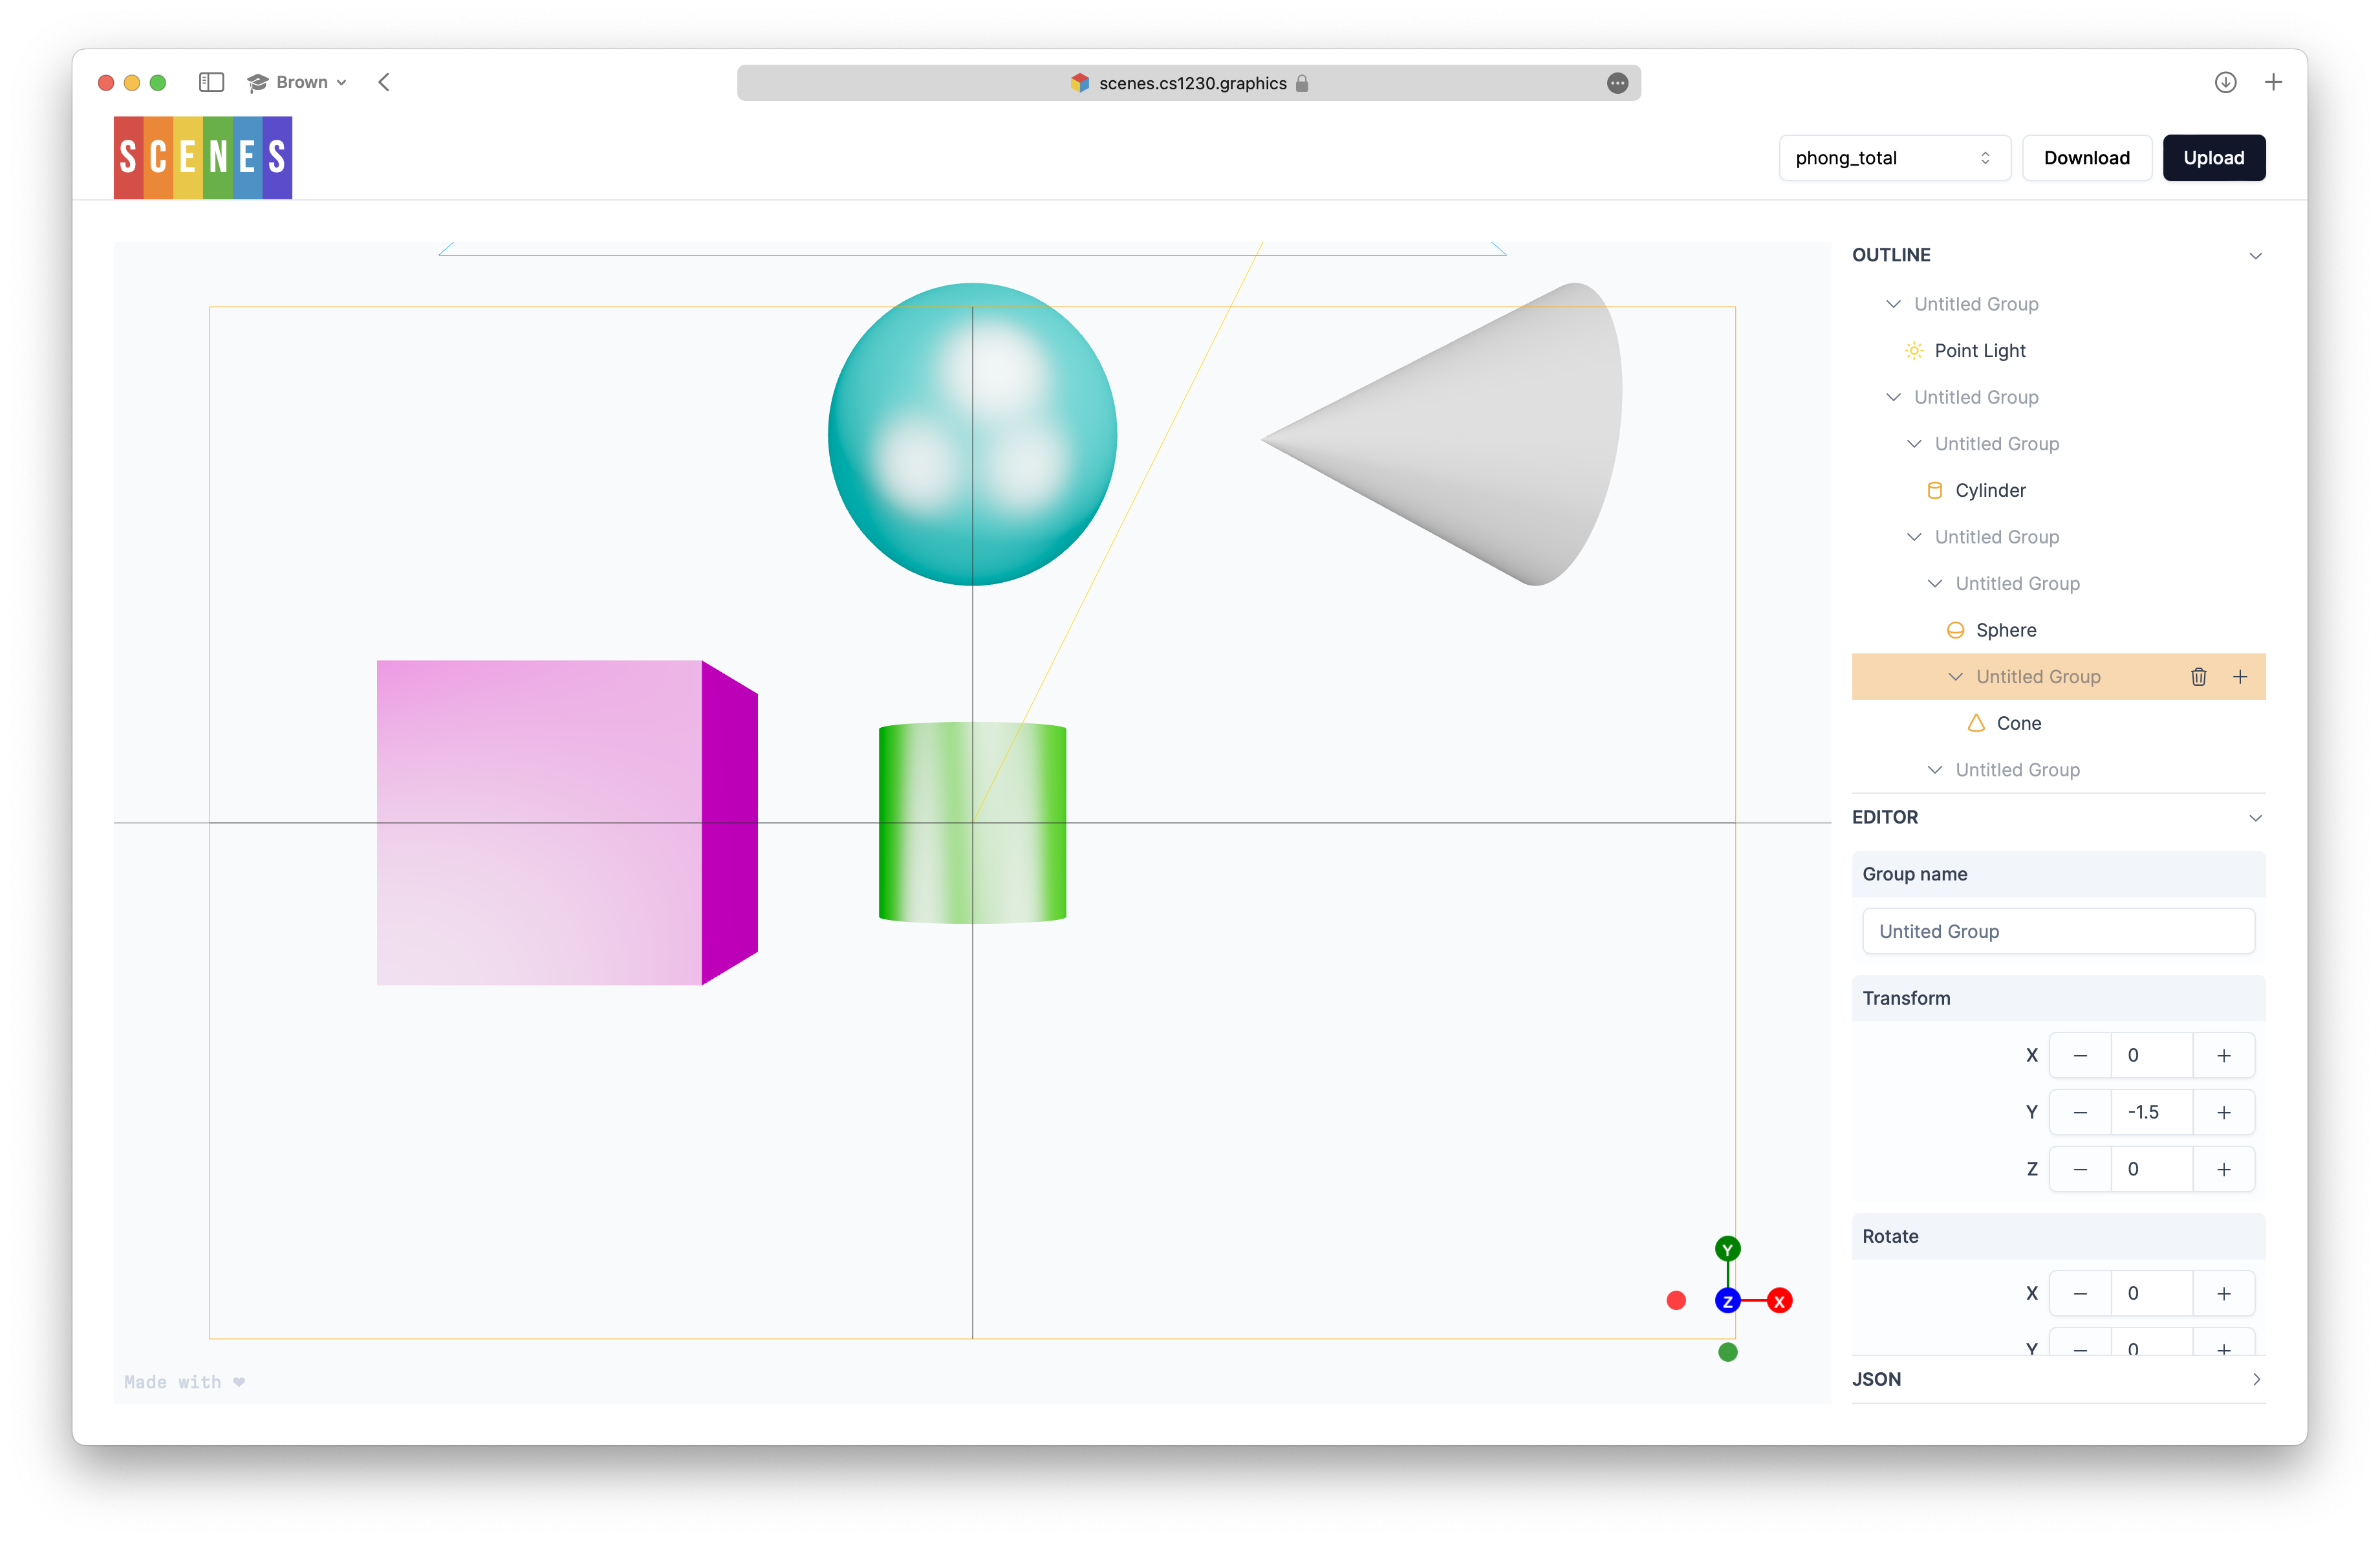 Brown
scenes.cs1230.graphics
SCENES
phong_total
Download
Upload
OUTLINE
Untitled Group
Point Light
Untitled Group
Untitled Group
Cylinder
Untitled Group
Untitled Group
Sphere
Untitled Group
Cone
Untitled Group
EDITOR
Group name
Untited Group
Transform
X 0
Y -1.5
Z 0
Rotate
X 0
Y 0
JSON
Y
Z X
Made with ❤